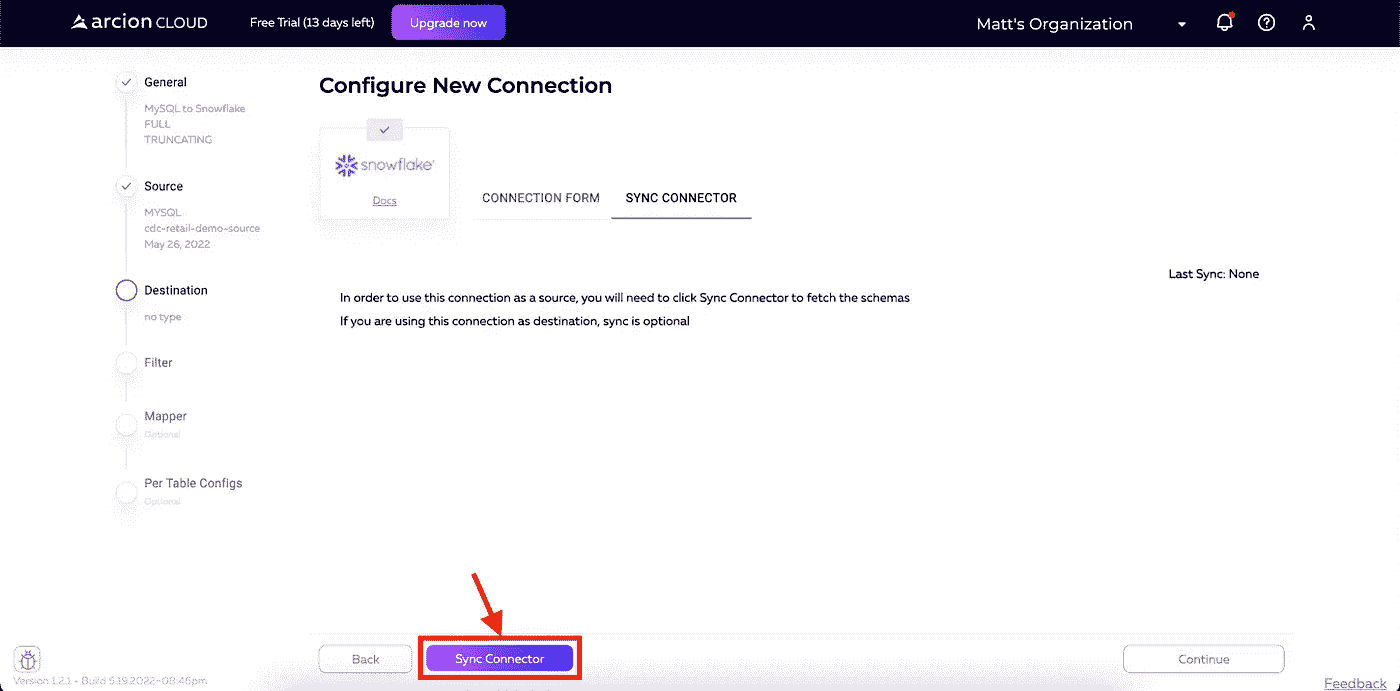 arcion CLOUD
Free Trial (13 days left)
Upgrade now
Matt's Organization
General
MySQL to Snowflake
FULL
TRUNCATING
Source
MYSQL
cdc-retail-demo-source
May 26, 2022
Destination
no type
Filter
Mapper
Optional
Per Table Configs
Optional
Configure New Connection
snowflake
Docs
CONNECTION FORM
SYNC CONNECTOR
Last Sync: None
In order to use this connection as a source, you will need to click Sync Connector to fetch the schemas
If you are using this connection as destination, sync is optional
Back
Sync Connector
Continue
Version 1.2.1 - Build 5.19.2022-08:46pm
Feedback